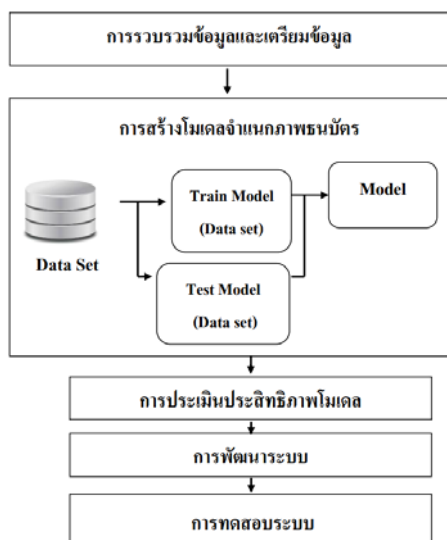 การรวบรวมข้อมูลและเตรียมข้อมูล
การสร้างโมเดลจำแนกภาพธนบัตร
Data Set
Train Model
(Data set)
Test Model
(Data set)
Model
การประเมินประสิทธิภาพโมเดล
การพัฒนาระบบ
การทดสอบระบบ